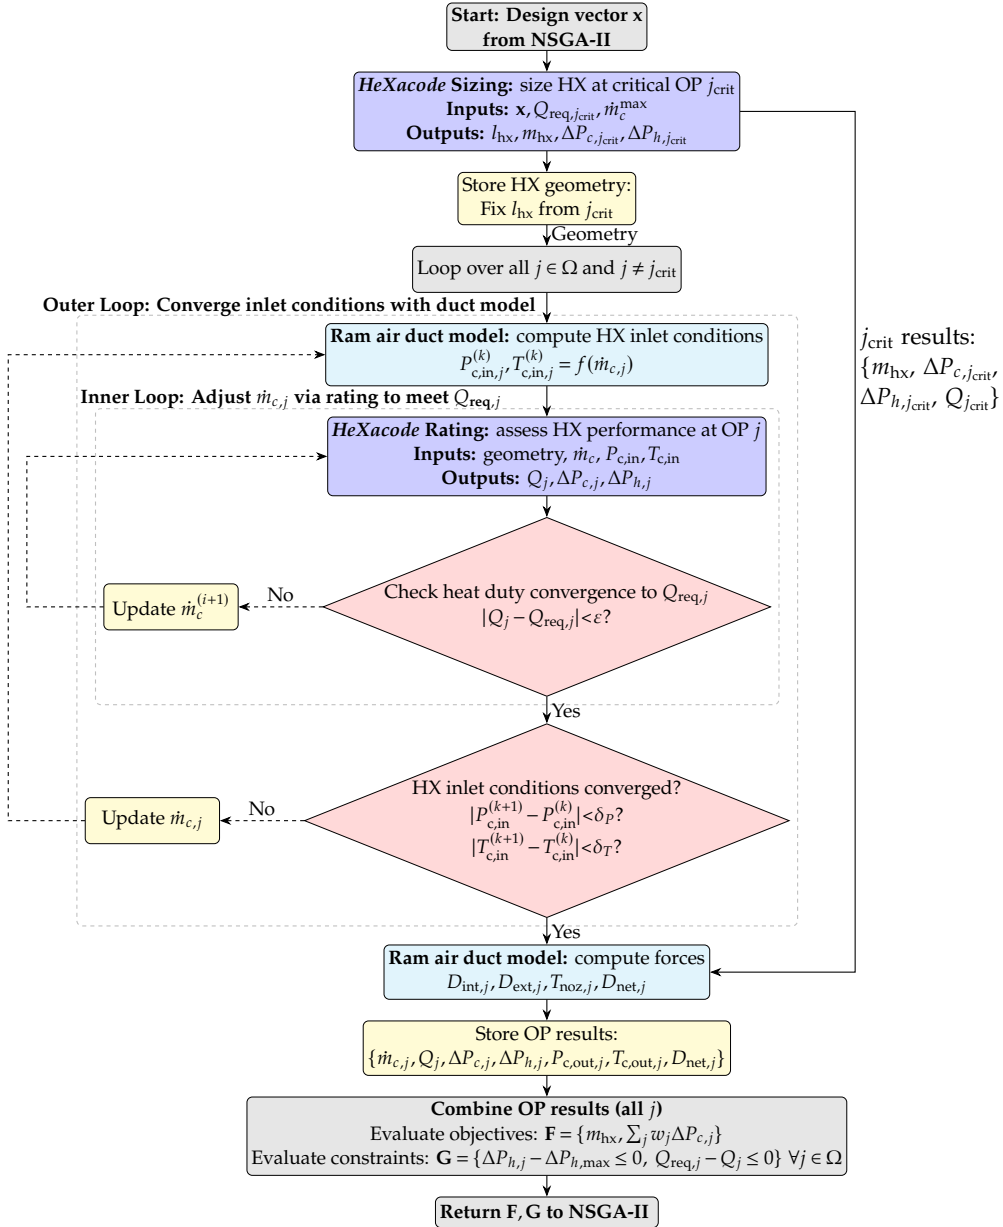 Start: Design vector x
from NSGA-II
HeXacode Sizing: size HX at critical OP j_crit
Inputs: x, Q_req,j_crit, ṁ_c^max
Outputs: l_hx, m_hx, ΔP_c,j_crit, ΔP_h,j_crit
Store HX geometry:
Fix l_hx from j_crit
Geometry
Loop over all j ∈ Ω and j ≠ j_crit
Outer Loop: Converge inlet conditions with duct model
Ram air duct model: compute HX inlet conditions
P_c,in,j^(k), T_c,in,j^(k) = f(ṁ_c,j)
j_crit results:
{m_hx, ΔP_c,j_crit,
ΔP_h,j_crit, Q_j_crit}
Inner Loop: Adjust ṁ_c,j via rating to meet Q_req,j
HeXacode Rating: assess HX performance at OP j
Inputs: geometry, ṁ_c, P_c,in, T_c,in
Outputs: Q_j, ΔP_c,j, ΔP_h,j
Check heat duty convergence to Q_req,j
|Q_j − Q_req,j| < ε?
No
Update ṁ_c^(i+1)
Yes
HX inlet conditions converged?
|P_c,in^(k+1) − P_c,in^(k)| < δ_P?
|T_c,in^(k+1) − T_c,in^(k)| < δ_T?
No
Update ṁ_c,j
Yes
Ram air duct model: compute forces
D_int,j, D_ext,j, T_noz,j, D_net,j
Store OP results:
{ṁ_c,j, Q_j, ΔP_c,j, ΔP_h,j, P_c,out,j, T_c,out,j, D_net,j}
Combine OP results (all j)
Evaluate objectives: F = {m_hx, ∑_j w_j ΔP_c,j}
Evaluate constraints: G = {ΔP_h,j − ΔP_h,max ≤ 0, Q_req,j − Q_j ≤ 0} ∀j ∈ Ω
Return F, G to NSGA-II